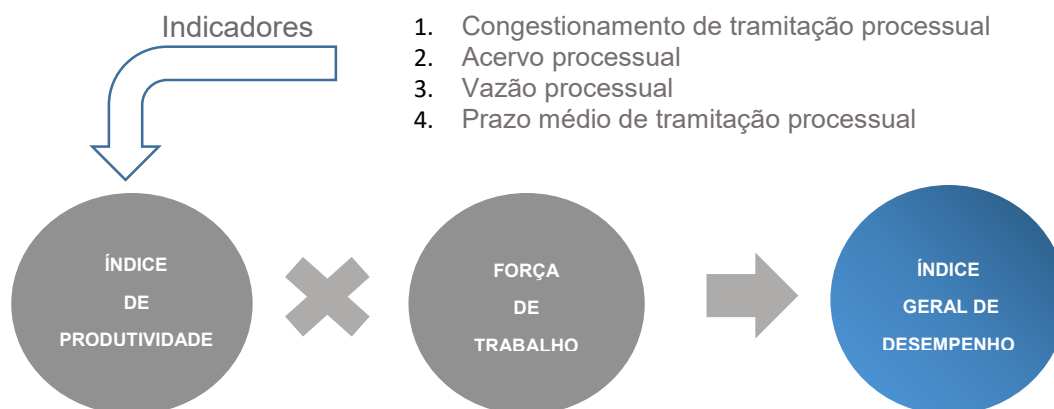 Indicadores
1. Congestionamento de tramitação processual
2. Acervo processual
3. Vazão processual
4. Prazo médio de tramitação processual
ÍNDICE
DE
PRODUTIVIDADE
FORÇA
DE
TRABALHO
ÍNDICE
GERAL DE
DESEMPENHO